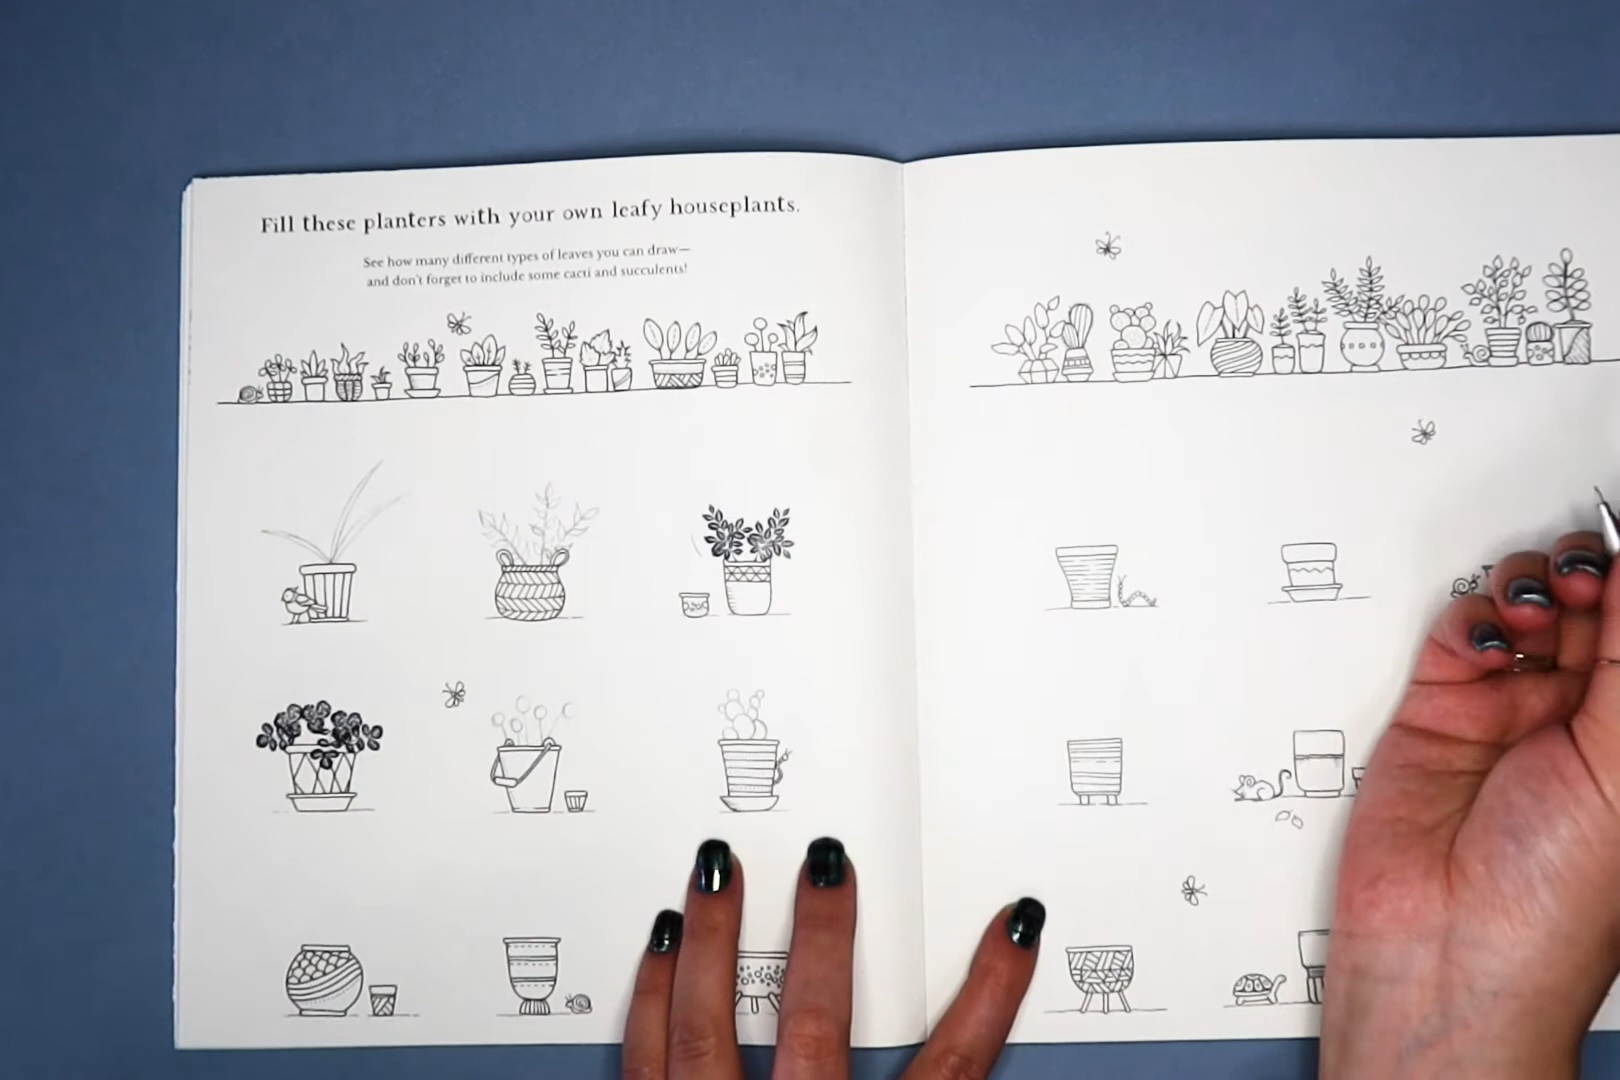 Fill these planters with your own leafy houseplants.
See how many different types of leaves you can draw—
and don't forget to include some cacti and succulents!